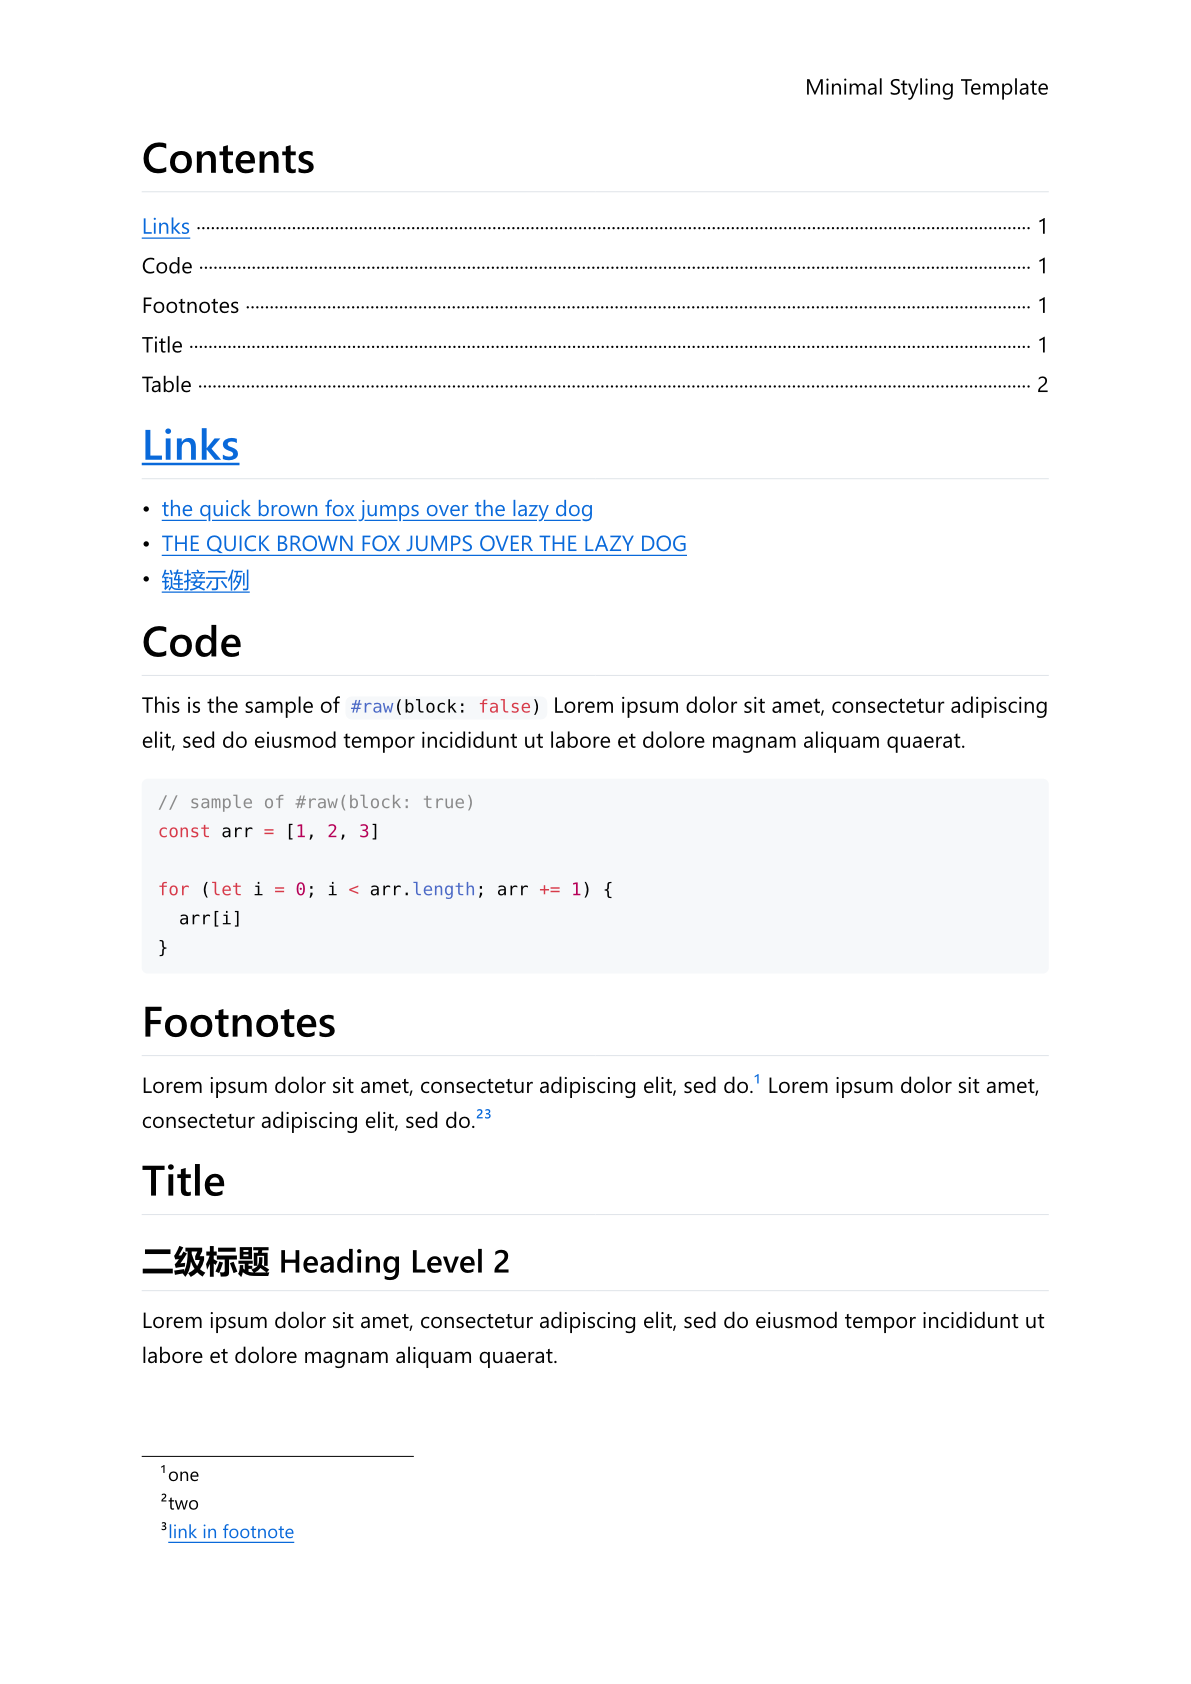 Minimal Styling Template
Contents
Links 1
Code 1
Footnotes 1
Title 1
Table 2
Links
• the quick brown fox jumps over the lazy dog
• THE QUICK BROWN FOX JUMPS OVER THE LAZY DOG
• 链接示例
Code
This is the sample of #raw(block: false) Lorem ipsum dolor sit amet, consectetur adipiscing
elit, sed do eiusmod tempor incididunt ut labore et dolore magnam aliquam quaerat.
// sample of #raw(block: true)
const arr = [1, 2, 3]
for (let i = 0; i < arr.length; arr += 1) {
  arr[i]
}
Footnotes
Lorem ipsum dolor sit amet, consectetur adipiscing elit, sed do.¹ Lorem ipsum dolor sit amet,
consectetur adipiscing elit, sed do.²³
Title
二级标题 Heading Level 2
Lorem ipsum dolor sit amet, consectetur adipiscing elit, sed do eiusmod tempor incididunt ut
labore et dolore magnam aliquam quaerat.
¹one
²two
³link in footnote